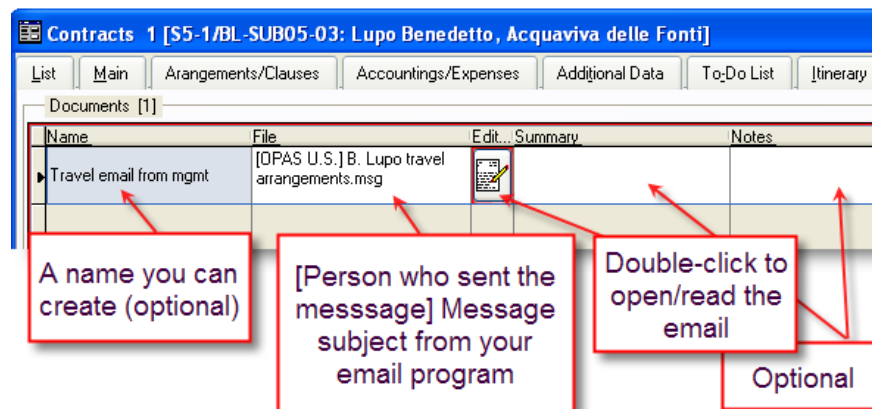 Contracts 1 [S5-1/BL-SUB05-03: Lupo Benedetto, Acquaviva delle Fonti]
List Main Arangements/Clauses Accountings/Expenses Additional Data To-Do List Itinerary
Documents [1]
Name File Edit... Summary Notes
Travel email from mgmt
[OPAS U.S.] B. Lupo travel
arrangements.msg
A name you can
create (optional)
[Person who sent the
messsage] Message
subject from your
email program
Double-click to
open/read the
email
Optional